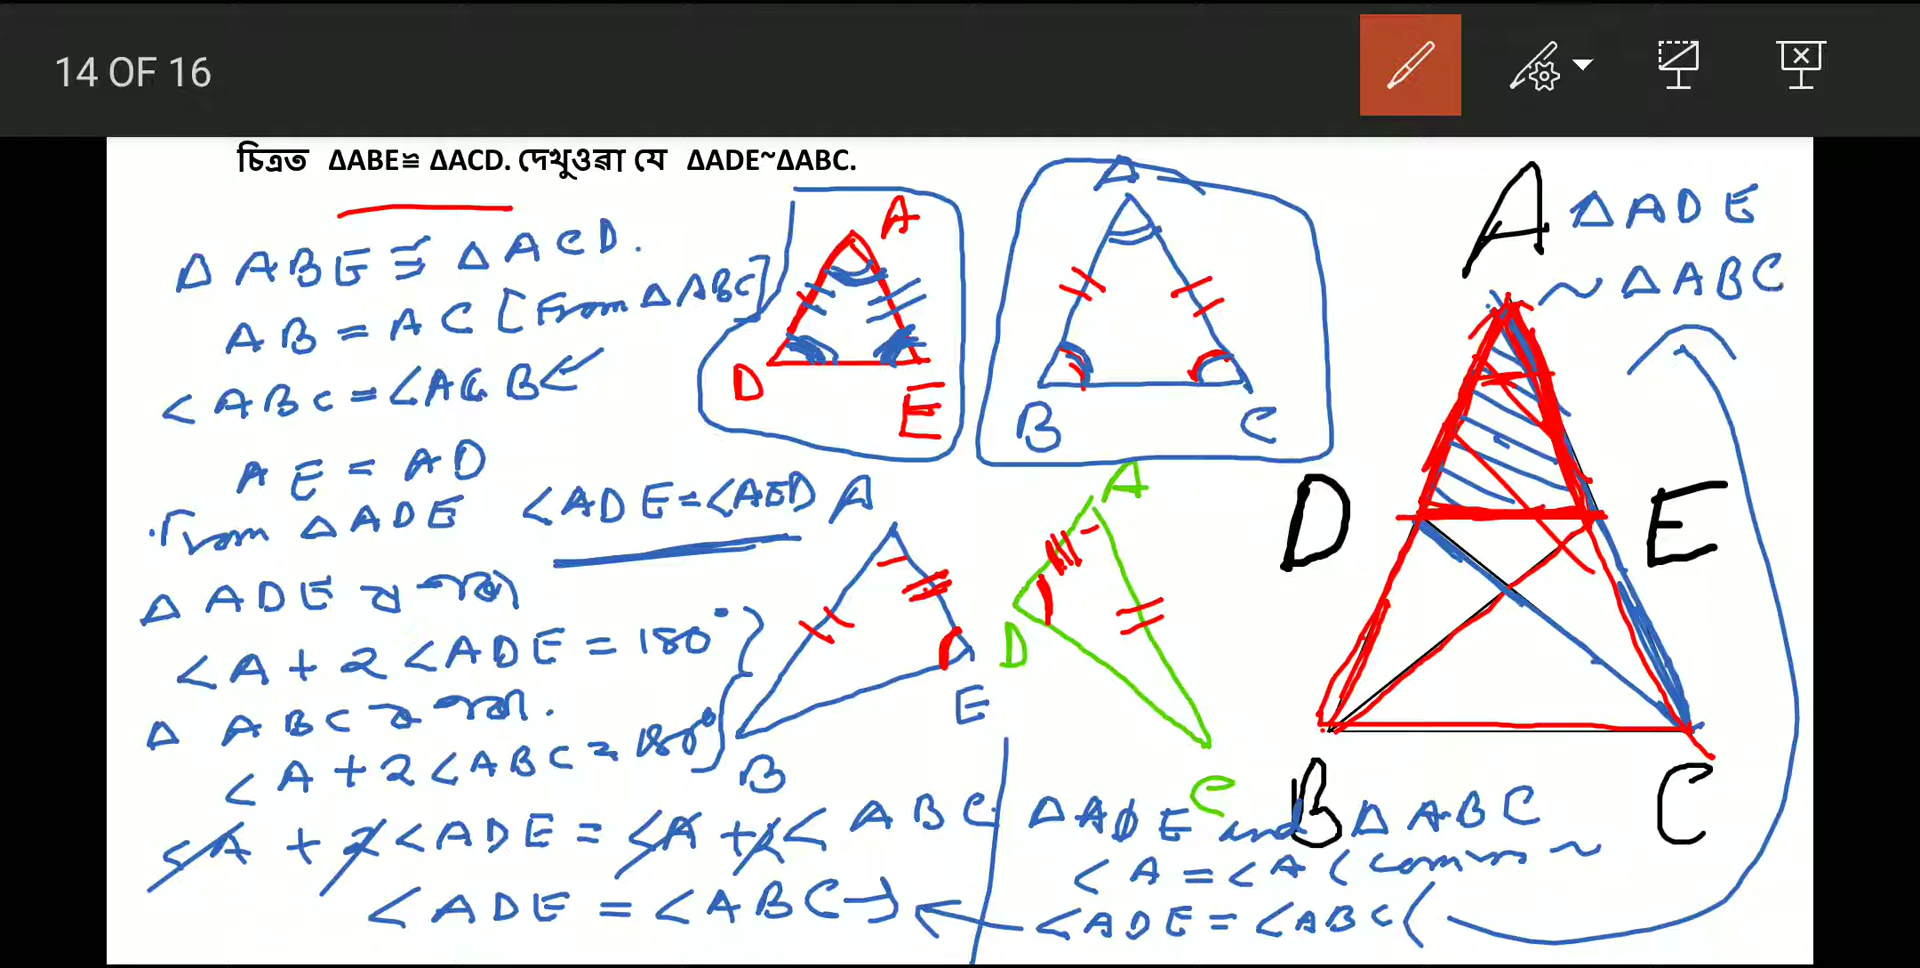 14 OF 16
চিত্ৰত ΔABE≅ ΔACD. দেখুওৱা যে ΔADE~ΔABC.
Δ ABE ≅ Δ ACD.
AB = AC [From ΔABC]
<ABC = <ACB
AE = AD
From Δ ADE <ADE = <AED
Δ ADE ৰ পৰা
<A + 2 <ADE = 180°
Δ ABC ৰ পৰা.
<A + 2 <ABC = 180°
<A + 2 <ADE = <A + 2 < ABC
<ADE = <ABC
A
D
E
A
B
C
A
B
E
A
D
C
A
D
E
B
C
Δ ADE
~ Δ ABC
Δ ADE and Δ ABC
<A = <A (common
<ADE = <ABC (